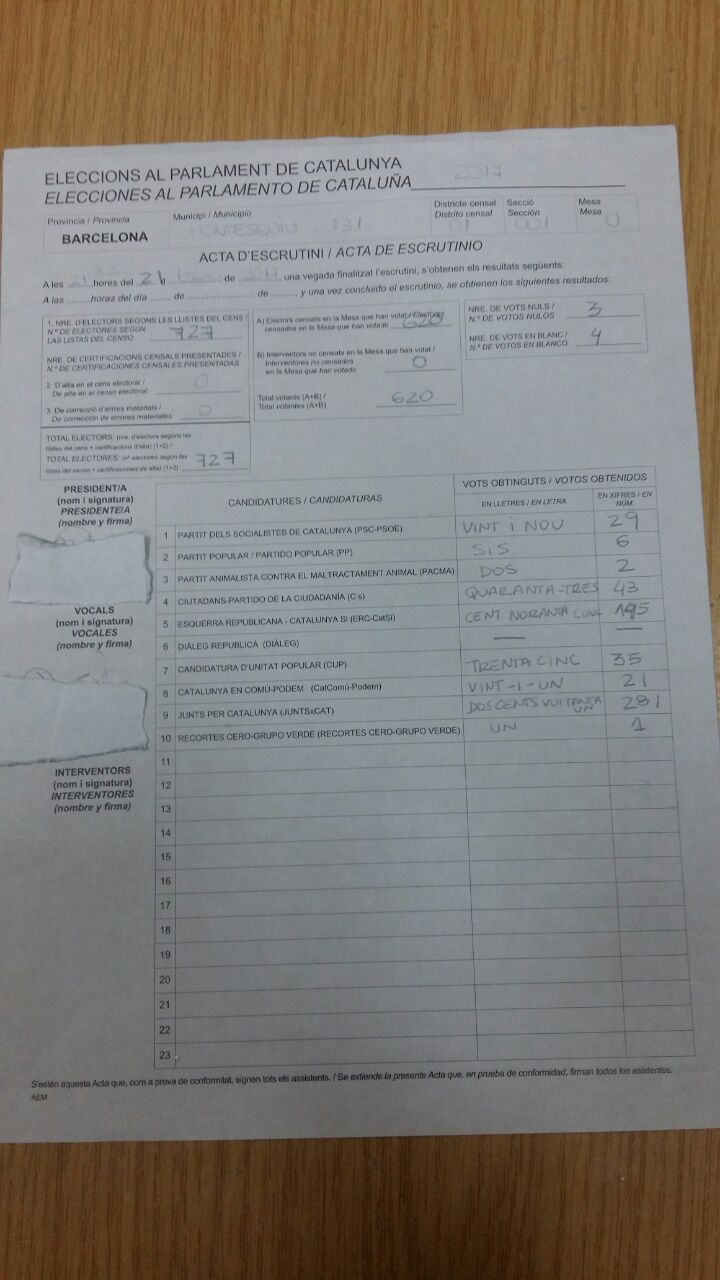 ELECCIONS AL PARLAMENT DE CATALUNYA
ELECCIONES AL PARLAMENTO DE CATALUÑA 2017
Província / Provincia
BARCELONA
Municipi / Municipio
MONTESQUIU - 131
Districte censal
Distrito censal
01
Secció
Sección
001
Mesa
Mesa
U
ACTA D'ESCRUTINI / ACTA DE ESCRUTINIO
A les ... hores del 21 d ... de 2017, una vegada finalitzat l'escrutini, s'obtenen els resultats següents:
A las ... horas del día ... de ... de ..., y una vez concluido el escrutinio, se obtienen los siguientes resultados:
1. NRE. D'ELECTORS SEGONS LES LLISTES DEL CENS /
N.º DE ELECTORES SEGÚN
LAS LISTAS DEL CENSO 727
NRE. DE CERTIFICACIONS CENSALS PRESENTADES /
N.º DE CERTIFICACIONES CENSALES PRESENTADAS
2. D'alta en el cens electoral /
De alta en el censo electoral: 0
3. De correcció d'errors materials /
De corrección de errores materiales: 0
TOTAL ELECTORS: (nre. d'electors segons les
llistes del cens + certificacions d'alta) (1+2) /
TOTAL ELECTORES: (nº electores según las
listas del censo + certificaciones de alta) (1+2) 727
A) Electors censats en la Mesa que han votat / Electores
censados en la Mesa que han votado 620
B) Interventors no censats en la Mesa que han votat /
Interventores no censados
en la Mesa que han votado 0
Total votants (A+B) /
Total votantes (A+B) 620
NRE. DE VOTS NULS /
N.º DE VOTOS NULOS 3
NRE. DE VOTS EN BLANC /
N.º DE VOTOS EN BLANCO 4
PRESIDENT/A
(nom i signatura)
PRESIDENTE/A
(nombre y firma)
VOCALS
(nom i signatura)
VOCALES
(nombre y firma)
INTERVENTORS
(nom i signatura)
INTERVENTORES
(nombre y firma)
CANDIDATURES / CANDIDATURAS
VOTS OBTINGUTS / VOTOS OBTENIDOS
EN LLETRES / EN LETRA
EN XIFRES / EN NÚM.
1 PARTIT DELS SOCIALISTES DE CATALUNYA (PSC-PSOE) VINT I NOU 29
2 PARTIT POPULAR / PARTIDO POPULAR (PP) SIS 6
3 PARTIT ANIMALISTA CONTRA EL MALTRACTAMENT ANIMAL (PACMA) DOS 2
4 CIUTADANS-PARTIDO DE LA CIUDADANÍA (C's) QUARANTA-TRES 43
5 ESQUERRA REPUBLICANA - CATALUNYA SI (ERC-CatSI) CENT NORANTA CINC 195
6 DIÀLEG REPUBLICÀ (DIÀLEG) — —
7 CANDIDATURA D'UNITAT POPULAR (CUP) TRENTA CINC 35
8 CATALUNYA EN COMÚ-PODEM (CatComú-Podem) VINT-I-UN 21
9 JUNTS PER CATALUNYA (JUNTSxCAT) DOSCENTS VUITANTA UN 281
10 RECORTES CERO-GRUPO VERDE (RECORTES CERO-GRUPO VERDE) UN 1
11
12
13
14
15
16
17
18
19
20
21
22
23
S'estén aquesta Acta que, com a prova de conformitat, signen tots els assistents. / Se extiende la presente Acta que, en prueba de conformidad, firman todos los asistentes.
AEM